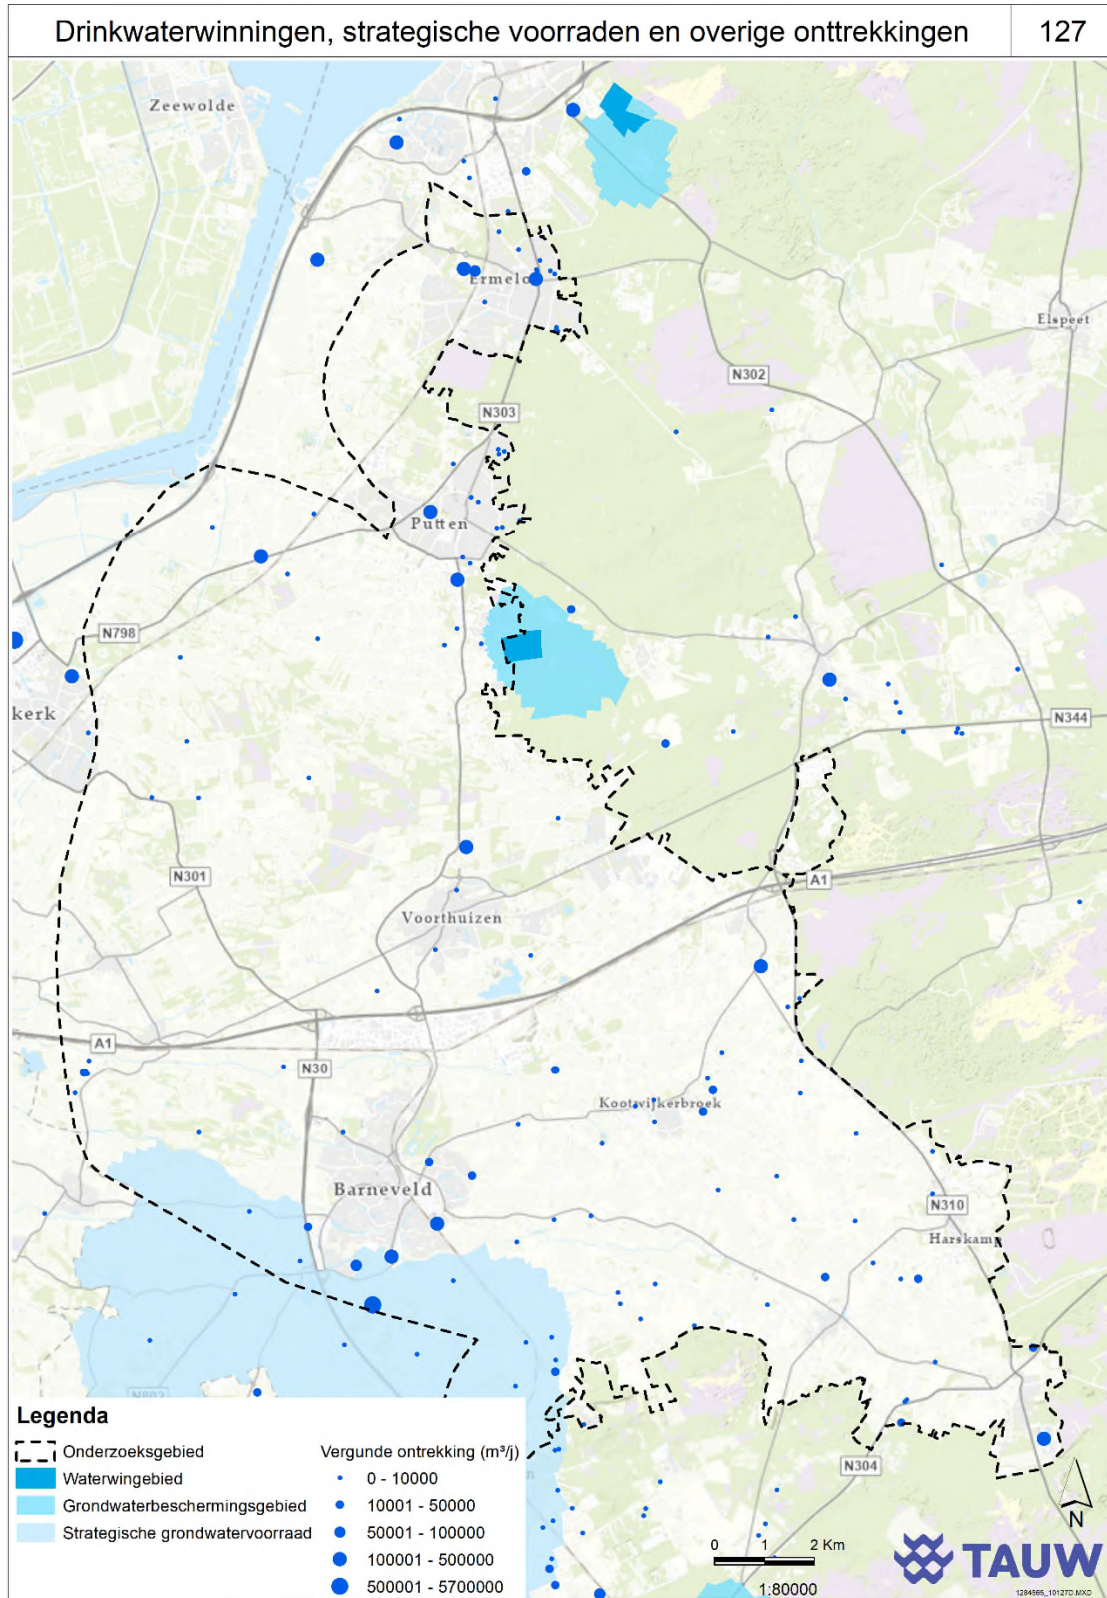 Drinkwaterwinningen, strategische voorraden en overige onttrekkingen 127
Zeewolde
Ermelo
Elspeet
N302
N303
Putten
N798
kerk
N344
N301
A1
Voorthuizen
A1
N30
Kootwijkerbroek
Barneveld
N310
Harskamp
N802
N304
Legenda
Onderzoeksgebied
Waterwingebied
Grondwaterbeschermingsgebied
Strategische grondwatervoorraad
Vergunde ontrekking (m³/j)
0 - 10000
10001 - 50000
50001 - 100000
100001 - 500000
500001 - 5700000
0 1 2 Km
1:80000
N
TAUW